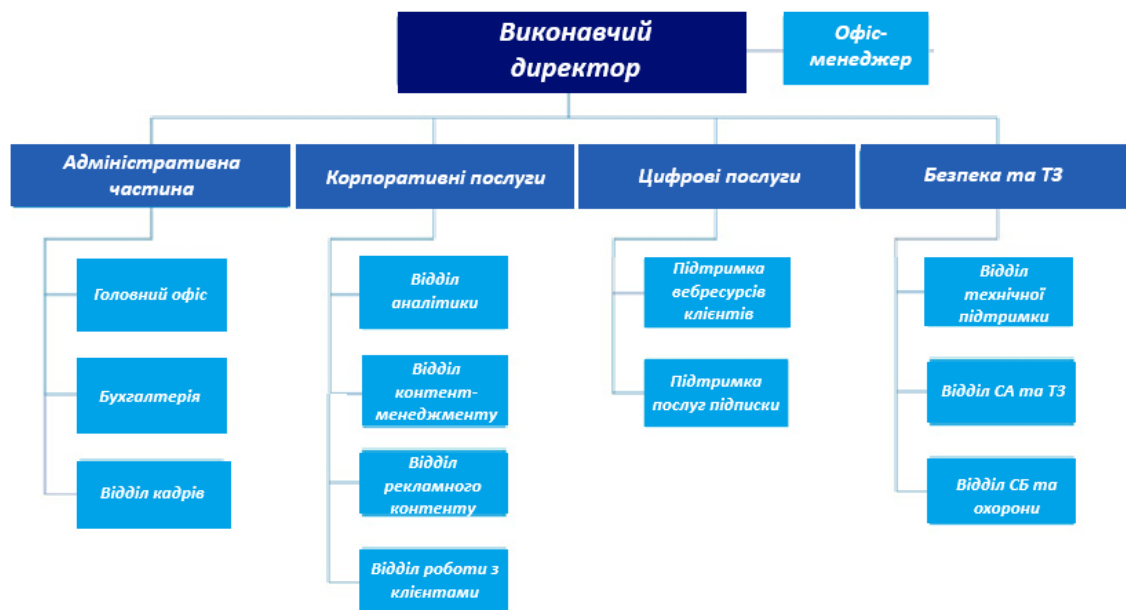 Виконавчий
директор
Офіс-
менеджер
Адміністративна
частина
Корпоративні послуги
Цифрові послуги
Безпека та ТЗ
Головний офіс
Бухгалтерія
Відділ кадрів
Відділ
аналітики
Відділ
контент-
менеджменту
Відділ
рекламного
контенту
Відділ роботи з
клієнтами
Підтримка
вебресурсів
клієнтів
Підтримка
послуг підписки
Відділ
технічної
підтримки
Відділ СА та ТЗ
Відділ СБ та
охорони